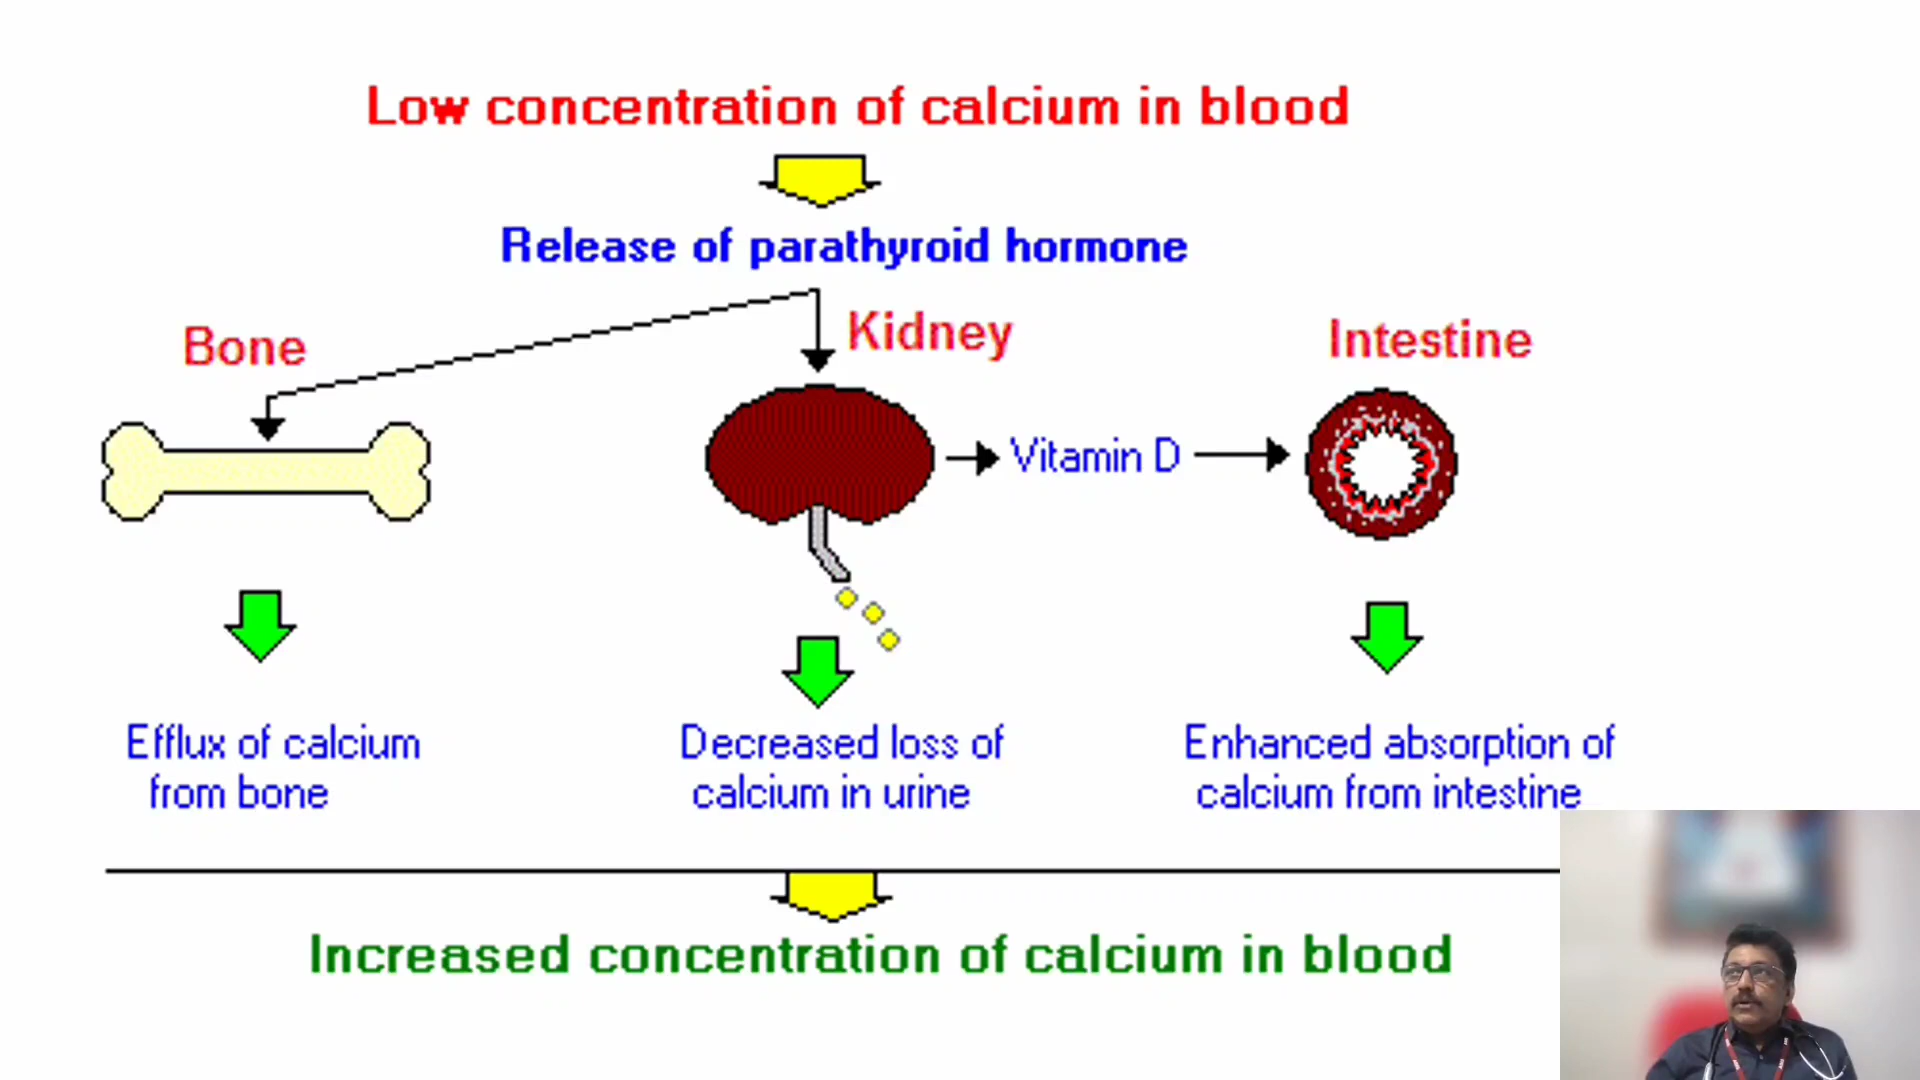 Low concentration of calcium in blood
Release of parathyroid hormone
Bone
Kidney
Intestine
Vitamin D
Efflux of calcium
from bone
Decreased loss of
calcium in urine
Enhanced absorption of
calcium from intestine
Increased concentration of calcium in blood